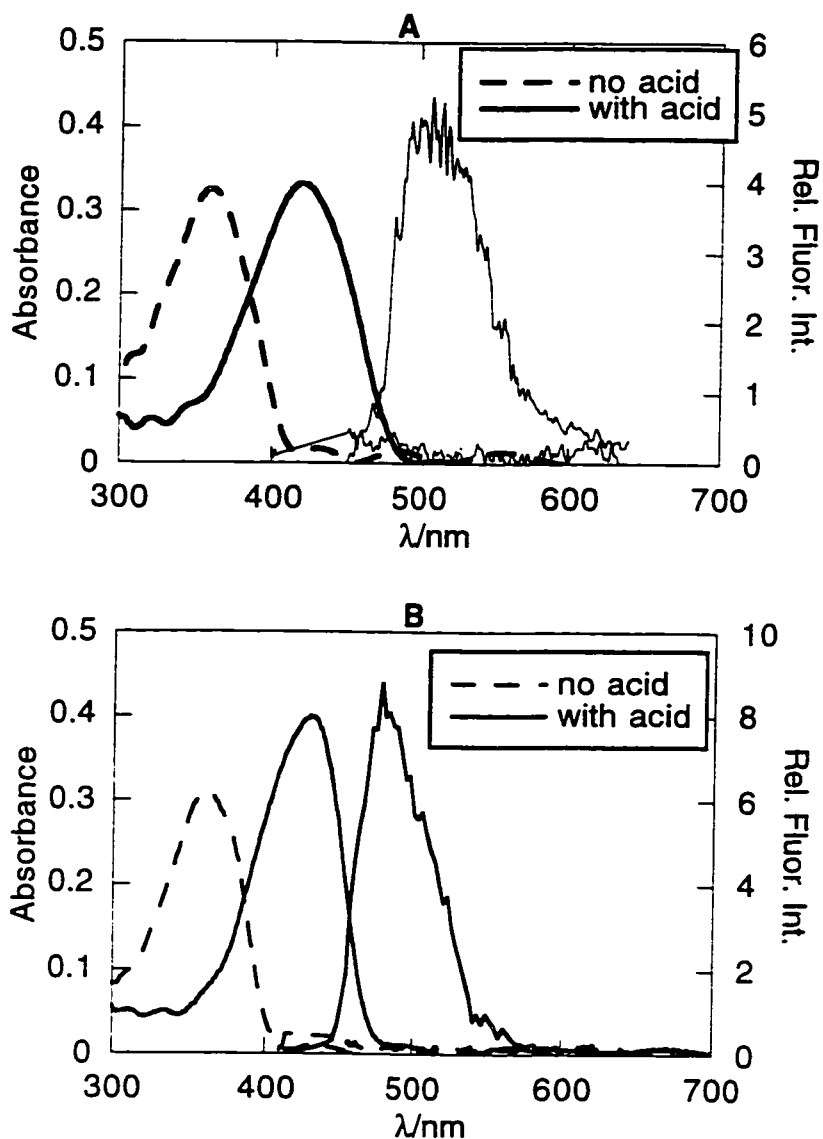 A
0.5
0.4
0.3
0.2
0.1
0
Absorbance
6
5
4
3
2
1
0
Rel. Fluor. Int.
no acid
with acid
300
400
500
600
700
λ/nm
B
0.5
0.4
0.3
0.2
0.1
0
Absorbance
10
8
6
4
2
0
Rel. Fluor. Int.
no acid
with acid
300
400
500
600
700
λ/nm